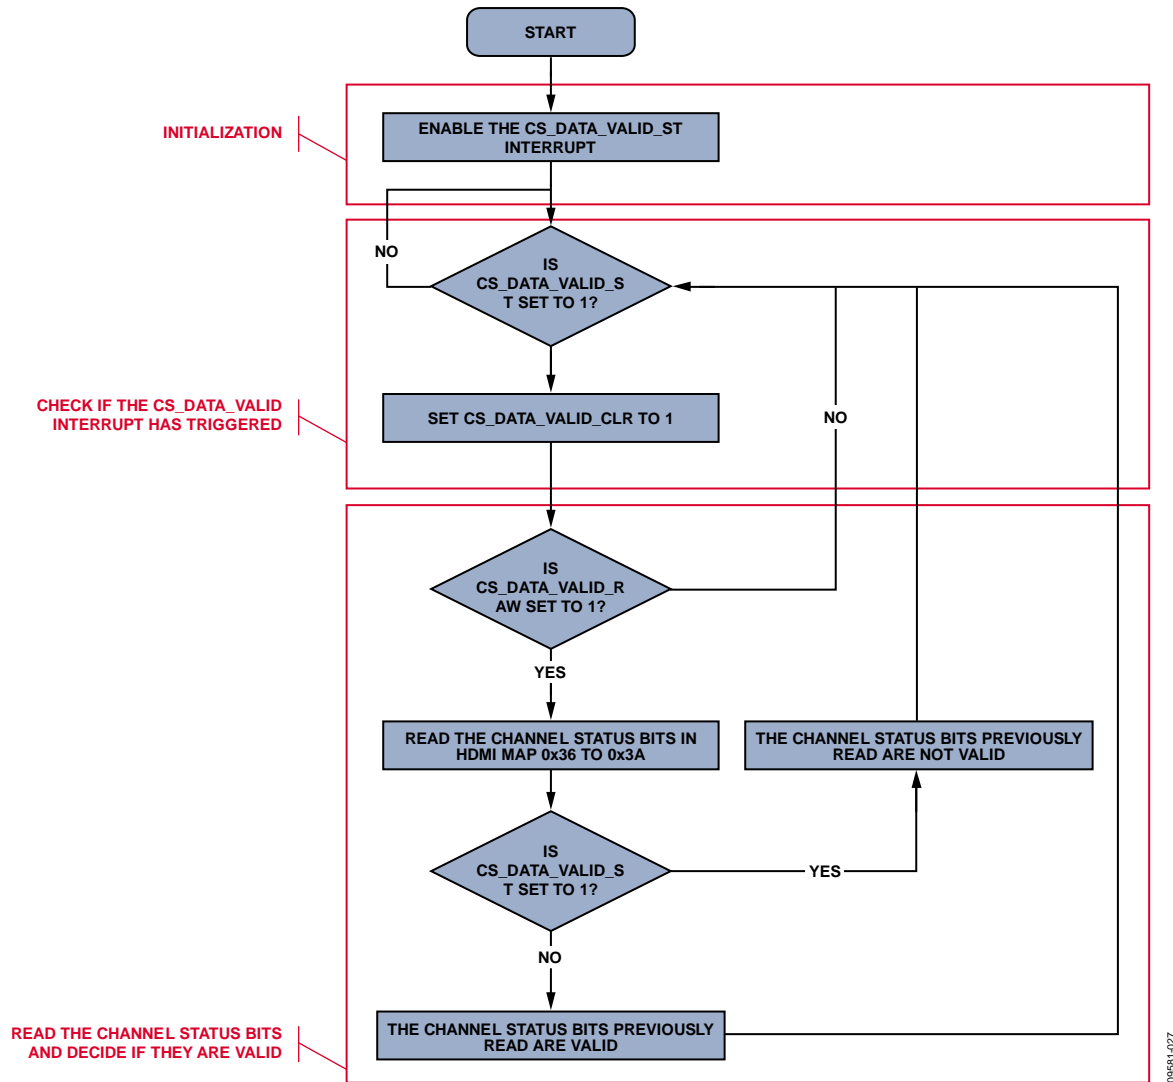 START
INITIALIZATION
ENABLE THE CS_DATA_VALID_ST
INTERRUPT
NO
IS
CS_DATA_VALID_S
T SET TO 1?
CHECK IF THE CS_DATA_VALID
INTERRUPT HAS TRIGGERED
SET CS_DATA_VALID_CLR TO 1
NO
IS
CS_DATA_VALID_R
AW SET TO 1?
YES
READ THE CHANNEL STATUS BITS IN
HDMI MAP 0x36 TO 0x3A
THE CHANNEL STATUS BITS PREVIOUSLY
READ ARE NOT VALID
IS
CS_DATA_VALID_S
T SET TO 1?
YES
NO
READ THE CHANNEL STATUS BITS
AND DECIDE IF THEY ARE VALID
THE CHANNEL STATUS BITS PREVIOUSLY
READ ARE VALID
09581-027